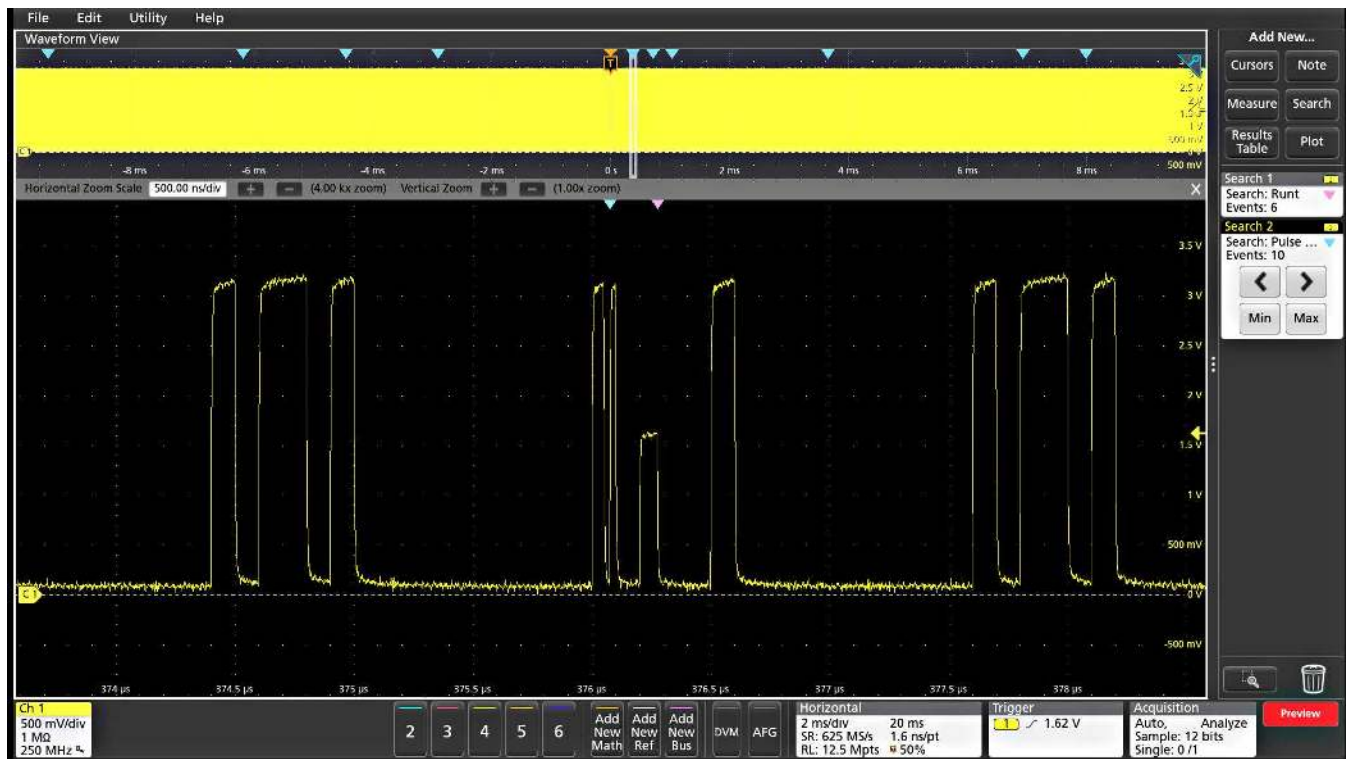 File Edit Utility Help
Waveform View
Add New...
Cursors Note
Measure Search
Results Table Plot
T
2.5 V
1 V
C1
500 mV
-8 ms -6 ms -4 ms -2 ms 0 s 2 ms 4 ms 6 ms 8 ms
Horizontal Zoom Scale 500.00 ns/div + - (4.00 kx zoom) Vertical Zoom + - (1.00x zoom) X
Search 1
Search: Runt
Events: 6
Search 2
Search: Pulse ...
Events: 10
< >
Min Max
3.5 V
3 V
2.5 V
2 V
1.5 V
1 V
500 mV
C1
0 V
-500 mV
374 µs 374.5 µs 375 µs 375.5 µs 376 µs 376.5 µs 377 µs 377.5 µs 378 µs
Ch 1
500 mV/div
1 MΩ
250 MHz
2 3 4 5 6
Add New Math
Add New Ref
Add New Bus
DVM AFG
Horizontal
2 ms/div 20 ms
SR: 625 MS/s 1.6 ns/pt
RL: 12.5 Mpts 50%
Trigger
1 1.62 V
Acquisition
Auto, Analyze
Sample: 12 bits
Single: 0 /1
Preview